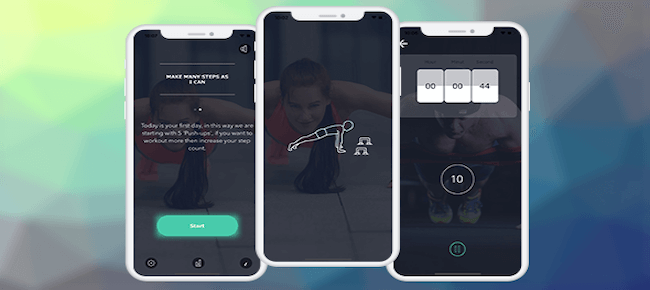 MAKE MANY STEPS AS
I CAN
Today is your first day, in this way we are
starting with 5 "Push-ups", if you want to
workout more then increase your step
count.
Start
00
00
44
10